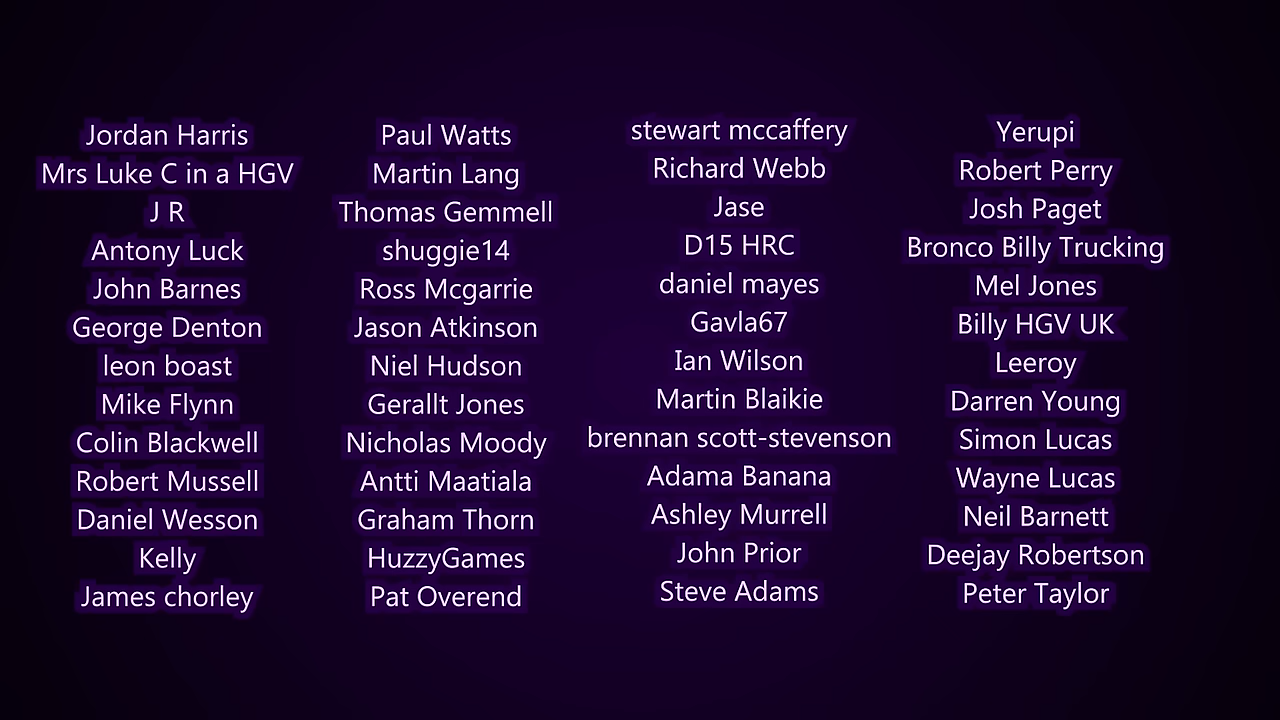 Jordan Harris
Mrs Luke C in a HGV
J R
Antony Luck
John Barnes
George Denton
leon boast
Mike Flynn
Colin Blackwell
Robert Mussell
Daniel Wesson
Kelly
James chorley
Paul Watts
Martin Lang
Thomas Gemmell
shuggie14
Ross Mcgarrie
Jason Atkinson
Niel Hudson
Gerallt Jones
Nicholas Moody
Antti Maatiala
Graham Thorn
HuzzyGames
Pat Overend
stewart mccaffery
Richard Webb
Jase
D15 HRC
daniel mayes
Gavla67
Ian Wilson
Martin Blaikie
brennan scott-stevenson
Adama Banana
Ashley Murrell
John Prior
Steve Adams
Yerupi
Robert Perry
Josh Paget
Bronco Billy Trucking
Mel Jones
Billy HGV UK
Leeroy
Darren Young
Simon Lucas
Wayne Lucas
Neil Barnett
Deejay Robertson
Peter Taylor